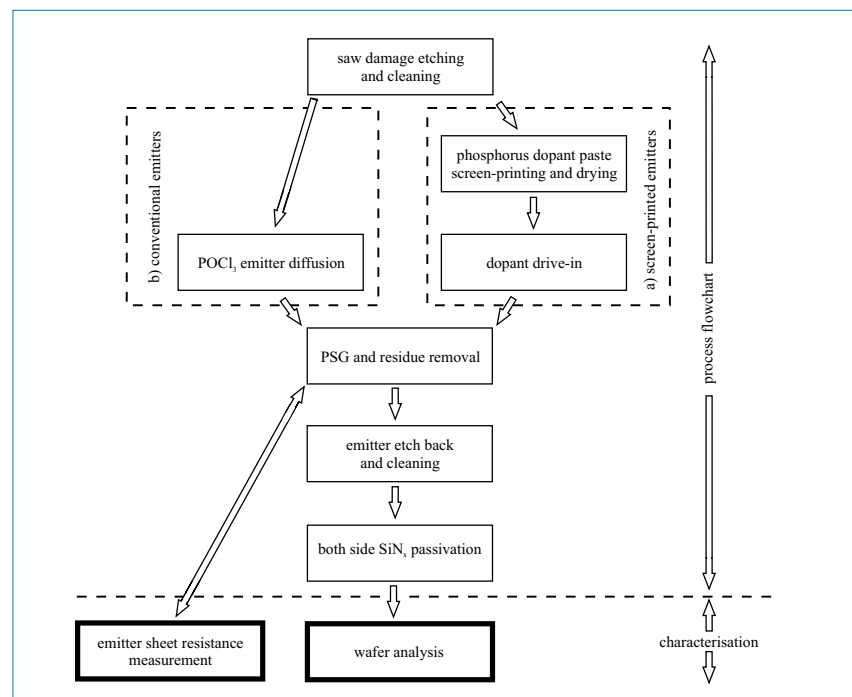 saw damage etching
and cleaning
b) conventional emitters
POCl₃ emitter diffusion
phosphorus dopant paste
screen-printing and drying
dopant drive-in
a) screen-printed emitters
PSG and residue removal
emitter etch back
and cleaning
both side SiNₓ passivation
process flowchart
emitter sheet resistance
measurement
wafer analysis
characterisation